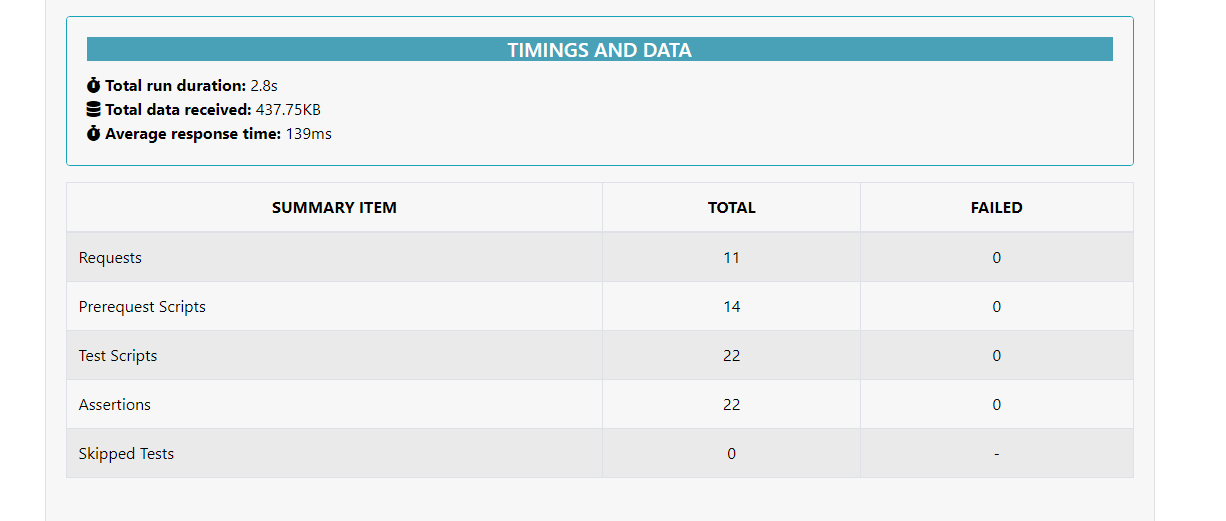 TIMINGS AND DATA
Total run duration: 2.8s
Total data received: 437.75KB
Average response time: 139ms
SUMMARY ITEM TOTAL FAILED
Requests 11 0
Prerequest Scripts 14 0
Test Scripts 22 0
Assertions 22 0
Skipped Tests 0 -